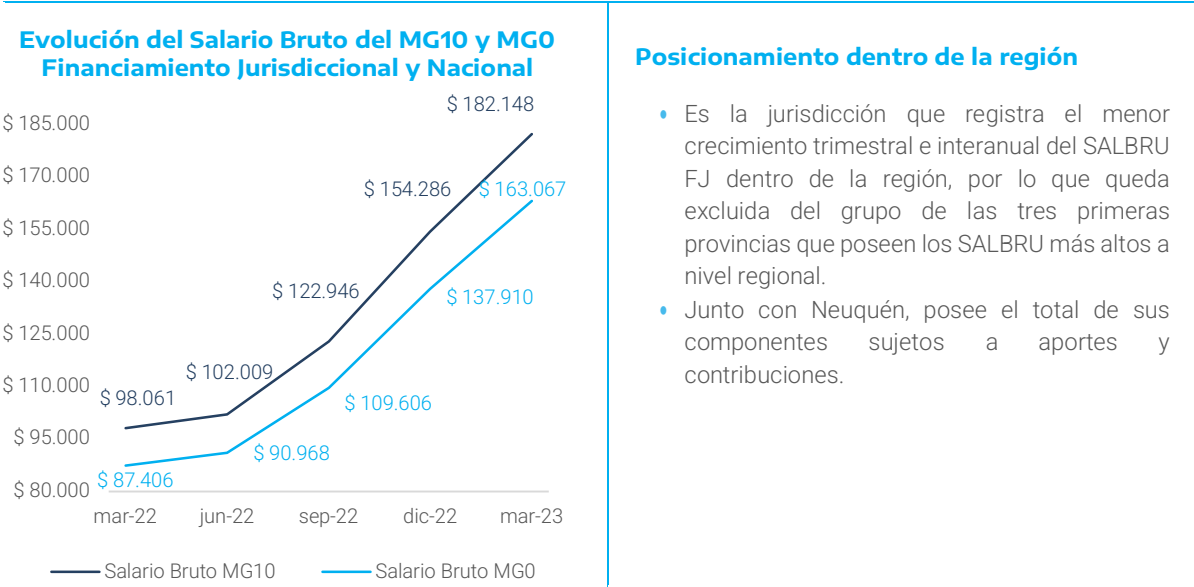 Evolución del Salario Bruto del MG10 y MG0
Financiamiento Jurisdiccional y Nacional
$ 185.000
$ 170.000
$ 155.000
$ 140.000
$ 125.000
$ 110.000
$ 95.000
$ 80.000
$ 98.061
$ 102.009
$ 122.946
$ 154.286
$ 182.148
$ 87.406
$ 90.968
$ 109.606
$ 137.910
$ 163.067
mar-22 jun-22 sep-22 dic-22 mar-23
Salario Bruto MG10 Salario Bruto MG0
Posicionamiento dentro de la región
• Es la jurisdicción que registra el menor
crecimiento trimestral e interanual del SALBRU
FJ dentro de la región, por lo que queda
excluida del grupo de las tres primeras
provincias que poseen los SALBRU más altos a
nivel regional.
• Junto con Neuquén, posee el total de sus
componentes sujetos a aportes y
contribuciones.